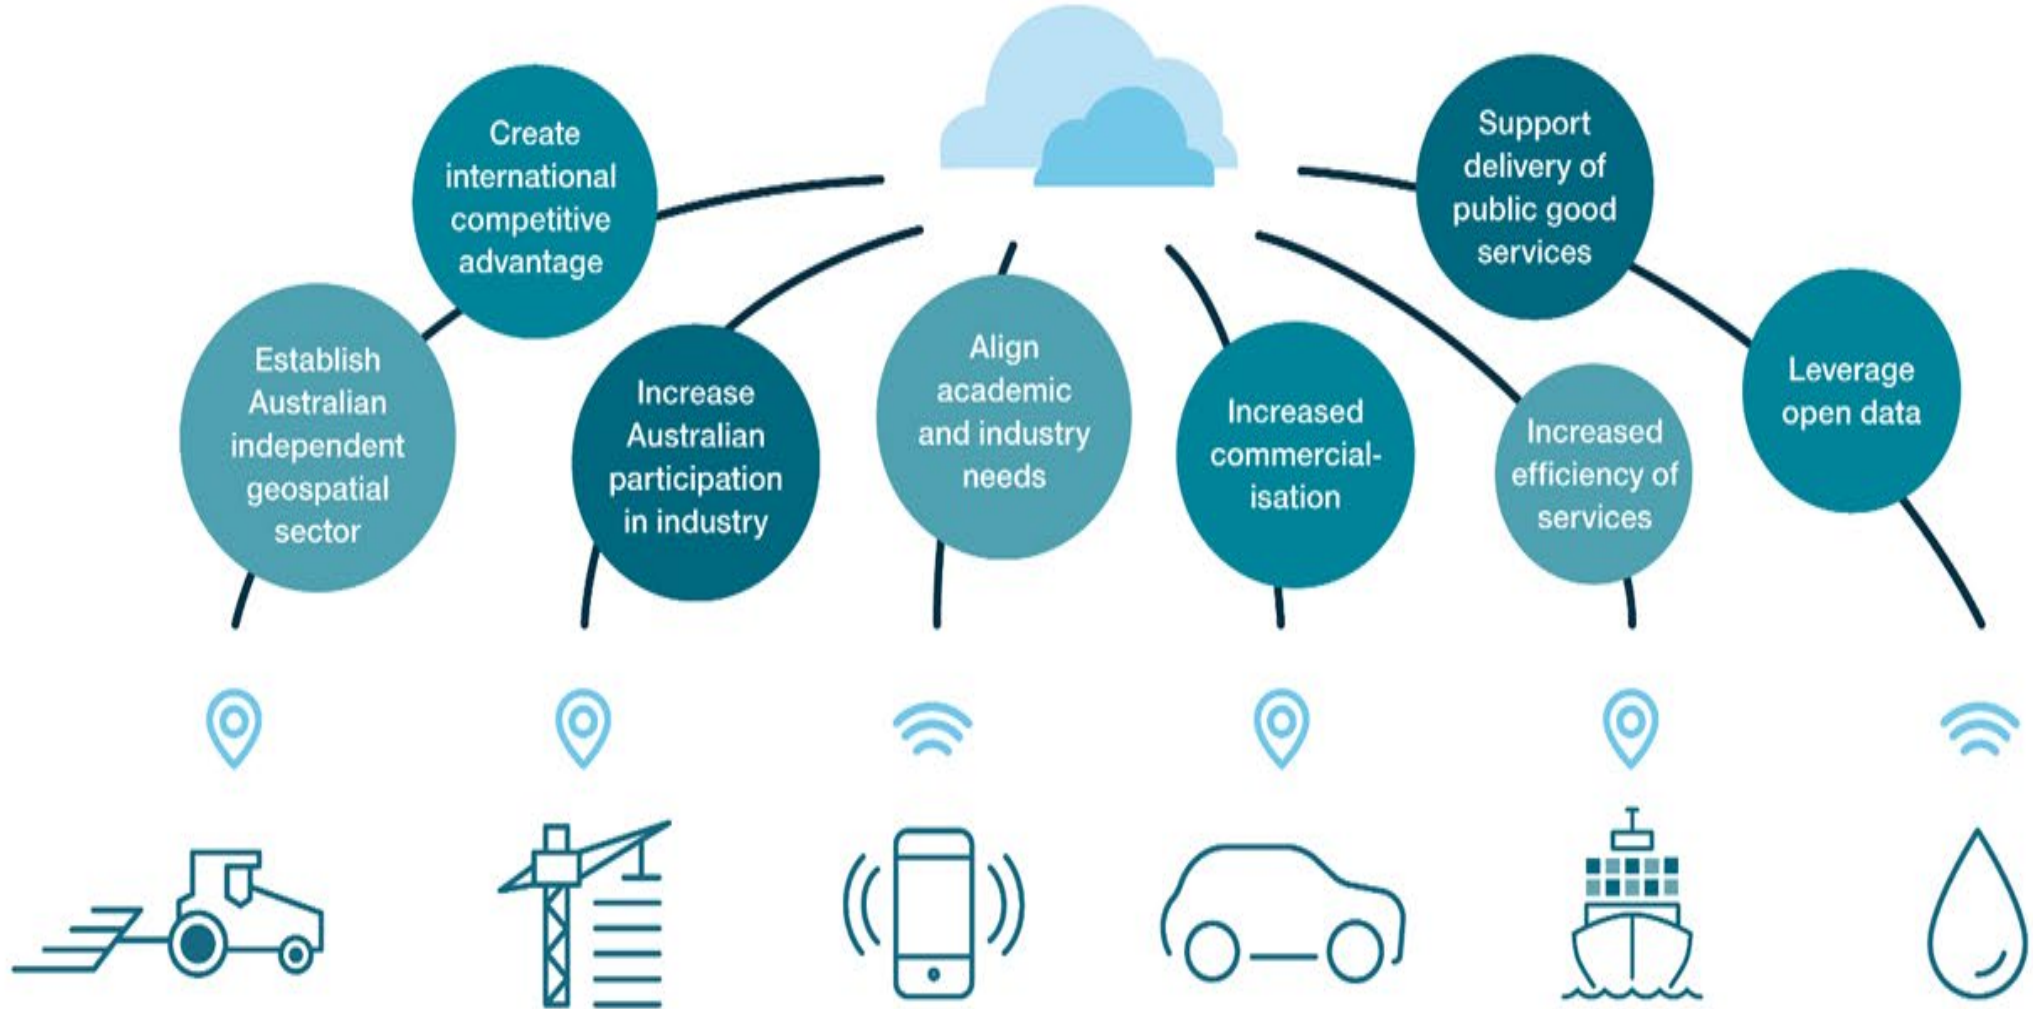 Create
international
competitive
advantage
Support
delivery of
public good
services
Establish
Australian
independent
geospatial
sector
Increase
Australian
participation
in industry
Align
academic
and industry
needs
Increased
commercial-
isation
Increased
efficiency of
services
Leverage
open data